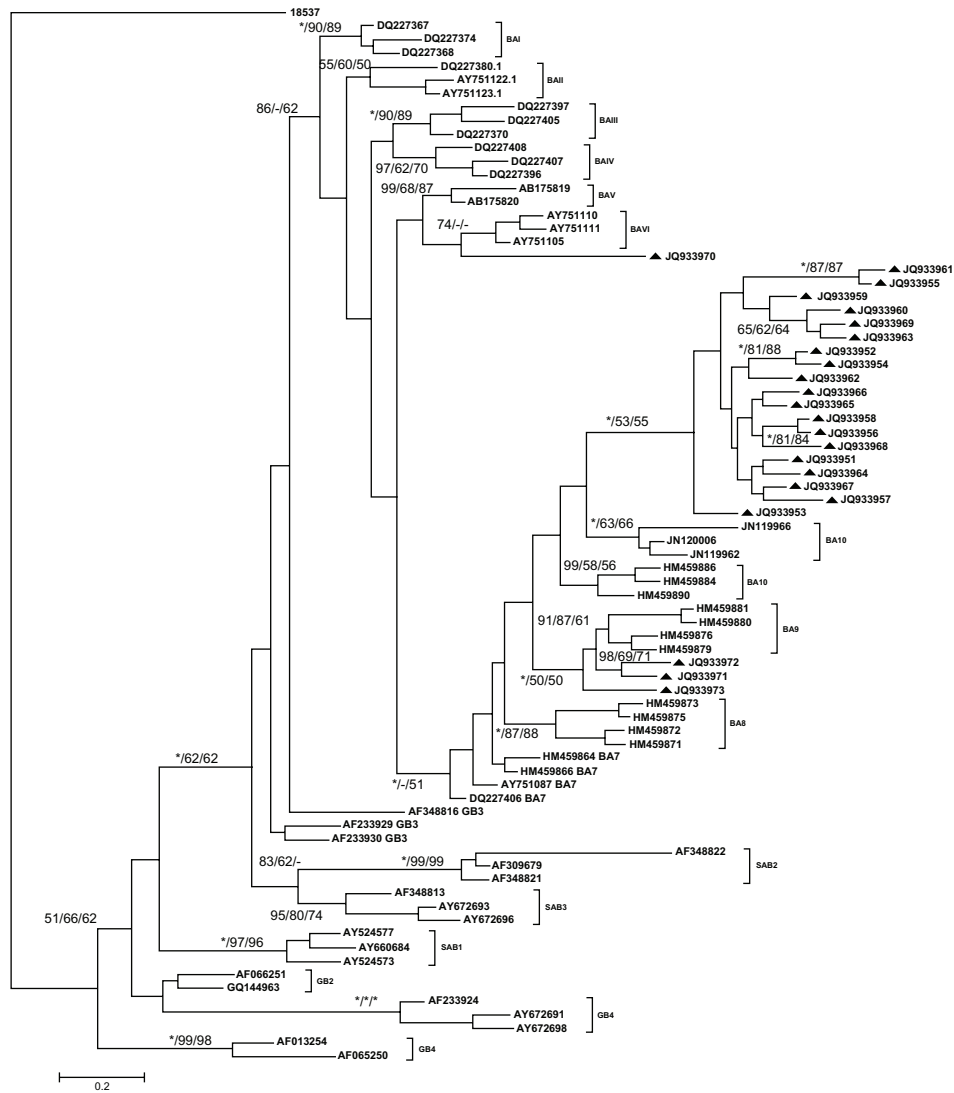 18537
*/90/89
DQ227367
DQ227374
DQ227368
BAI
55/60/50
DQ227380.1
AY751122.1
AY751123.1
BAII
86/-/62
*/90/89
DQ227397
DQ227405
DQ227370
BAIII
97/62/70
DQ227408
DQ227407
DQ227396
BAIV
99/68/87
AB175819
AB175820
BAV
74/-/-
AY751110
AY751111
AY751105
BAVI
JQ933970
*/87/87
JQ933961
JQ933955
JQ933959
JQ933960
65/62/64
JQ933969
JQ933963
*/81/88
JQ933952
JQ933954
JQ933962
JQ933966
JQ933965
*/53/55
JQ933958
JQ933956
*/81/84
JQ933968
JQ933951
JQ933964
JQ933967
JQ933957
JQ933953
*/63/66
JN119966
JN120006
JN119962
BA10
99/58/56
HM459886
HM459884
HM459890
BA10
91/87/61
HM459881
HM459880
HM459876
HM459879
BA9
98/69/71
JQ933972
JQ933971
*/50/50
JQ933973
HM459873
HM459875
HM459872
HM459871
BA8
*/87/88
HM459864 BA7
HM459866 BA7
*/-/51
AY751087 BA7
DQ227406 BA7
*/62/62
AF348816 GB3
AF233929 GB3
AF233930 GB3
83/62/-
*/99/99
AF348822
AF309679
AF348821
SAB2
95/80/74
AF348813
AY672693
AY672696
SAB3
51/66/62
*/97/96
AY524577
AY660684
AY524573
SAB1
AF066251
GQ144963
GB2
*/*/*
AF233924
AY672691
AY672698
GB4
*/99/98
AF013254
AF065250
GB4
0.2